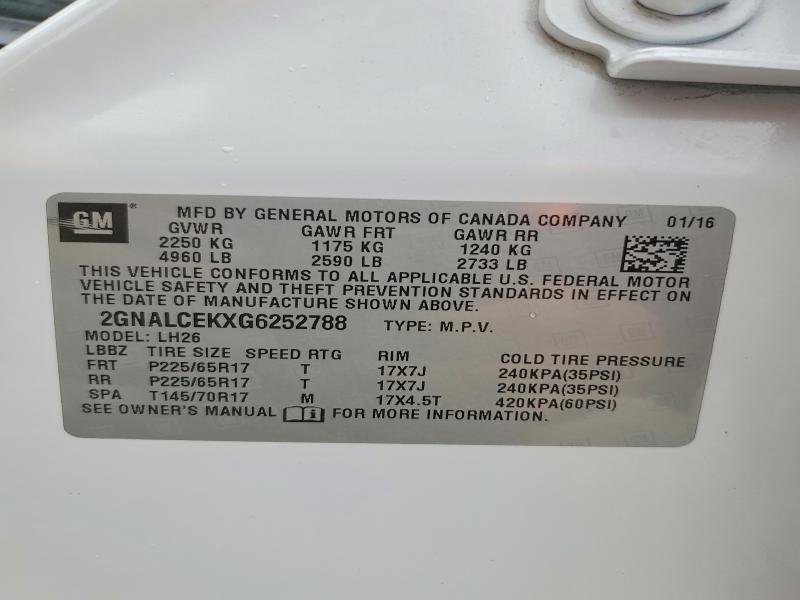 GM® MFD BY GENERAL MOTORS OF CANADA COMPANY 01/16
GVWR GAWR FRT GAWR RR
2250 KG 1175 KG 1240 KG
4960 LB 2590 LB 2733 LB
THIS VEHICLE CONFORMS TO ALL APPLICABLE U.S. FEDERAL MOTOR
VEHICLE SAFETY AND THEFT PREVENTION STANDARDS IN EFFECT ON
THE DATE OF MANUFACTURE SHOWN ABOVE.
2GNALCEKXG6252788 TYPE: M.P.V.
MODEL: LH26
LBBZ TIRE SIZE SPEED RTG RIM COLD TIRE PRESSURE
FRT P225/65R17 T 17X7J 240KPA(35PSI)
RR P225/65R17 T 17X7J 240KPA(35PSI)
SPA T145/70R17 M 17X4.5T 420KPA(60PSI)
SEE OWNER'S MANUAL FOR MORE INFORMATION.